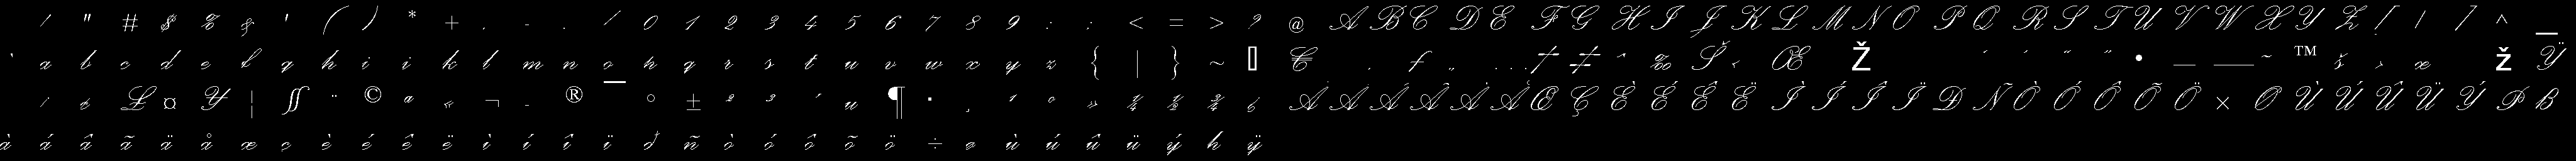 ! " # $ % & ' ( ) * + , - . / 0 1 2 3 4 5 6 7 8 9 : ; < = > ? @ A B C D E F G H I J K L M N O P Q R S T U V W X Y Z [ \ ] ^ _
` a b c d e f g h i j k l m n o p q r s t u v w x y z { | } ~ € ‚ ƒ „ … † ‡ ˆ ‰ Š ‹ Œ Ž ‘ ’ “ ” • – — ˜ ™ š › œ ž Ÿ
¡ ¢ £ ¤ ¥ ¦ § ¨ © ª « ¬ - ® ¯ ° ± ² ³ ´ µ ¶ · ¸ ¹ º » ¼ ½ ¾ ¿ À Á Â Ã Ä Å Æ Ç È É Ê Ë Ì Í Î Ï Ð Ñ Ò Ó Ô Õ Ö × Ø Ù Ú Û Ü Ý Þ ß
à á â ã ä å æ ç è é ê ë ì í î ï ð ñ ò ó ô õ ö ÷ ø ù ú û ü ý þ ÿ